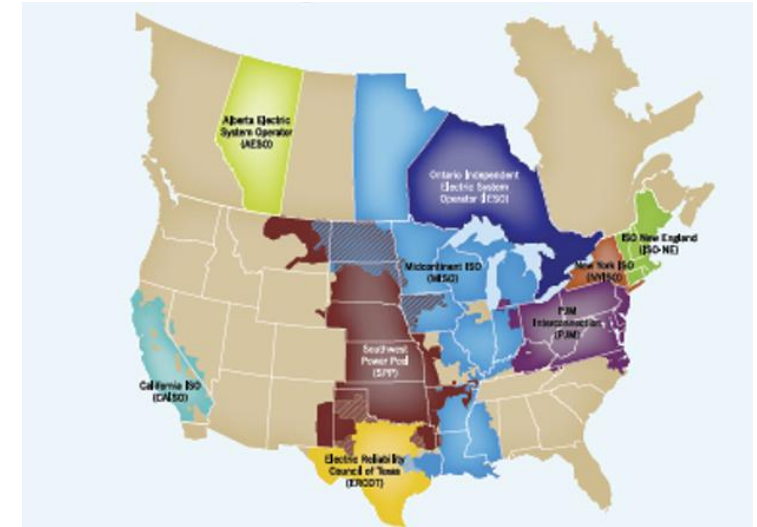 Alberta Electric
System Operator
(AESO)
Ontario Independent
Electric System
Operator (IESO)
ISO New England
(ISO-NE)
New York ISO
(NYISO)
Midcontinent ISO
(MISO)
PJM
Interconnection
(PJM)
Southwest
Power Pool
(SPP)
California ISO
(CAISO)
Electric Reliability
Council of Texas
(ERCOT)